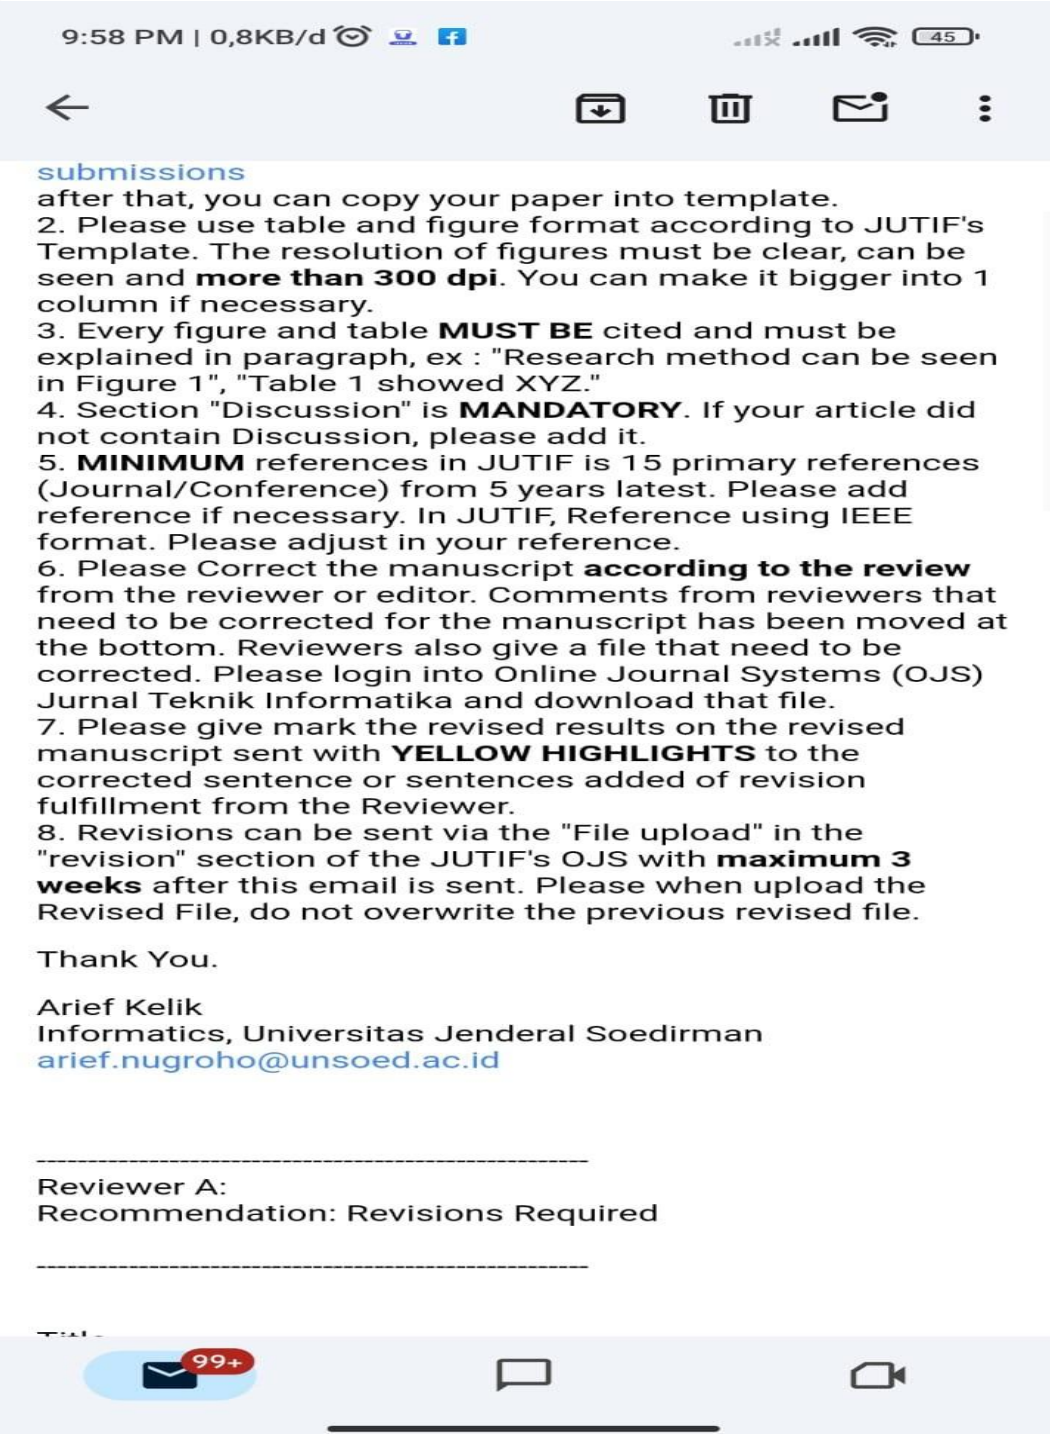 9:58 PM | 0,8KB/d
45
submissions
after that, you can copy your paper into template.
2. Please use table and figure format according to JUTIF's
Template. The resolution of figures must be clear, can be
seen and more than 300 dpi. You can make it bigger into 1
column if necessary.
3. Every figure and table MUST BE cited and must be
explained in paragraph, ex : "Research method can be seen
in Figure 1", "Table 1 showed XYZ."
4. Section "Discussion" is MANDATORY. If your article did
not contain Discussion, please add it.
5. MINIMUM references in JUTIF is 15 primary references
(Journal/Conference) from 5 years latest. Please add
reference if necessary. In JUTIF, Reference using IEEE
format. Please adjust in your reference.
6. Please Correct the manuscript according to the review
from the reviewer or editor. Comments from reviewers that
need to be corrected for the manuscript has been moved at
the bottom. Reviewers also give a file that need to be
corrected. Please login into Online Journal Systems (OJS)
Jurnal Teknik Informatika and download that file.
7. Please give mark the revised results on the revised
manuscript sent with YELLOW HIGHLIGHTS to the
corrected sentence or sentences added of revision
fulfillment from the Reviewer.
8. Revisions can be sent via the "File upload" in the
"revision" section of the JUTIF's OJS with maximum 3
weeks after this email is sent. Please when upload the
Revised File, do not overwrite the previous revised file.
Thank You.
Arief Kelik
Informatics, Universitas Jenderal Soedirman
arief.nugroho@unsoed.ac.id
------------------------------------------------------
Reviewer A:
Recommendation: Revisions Required
------------------------------------------------------
99+